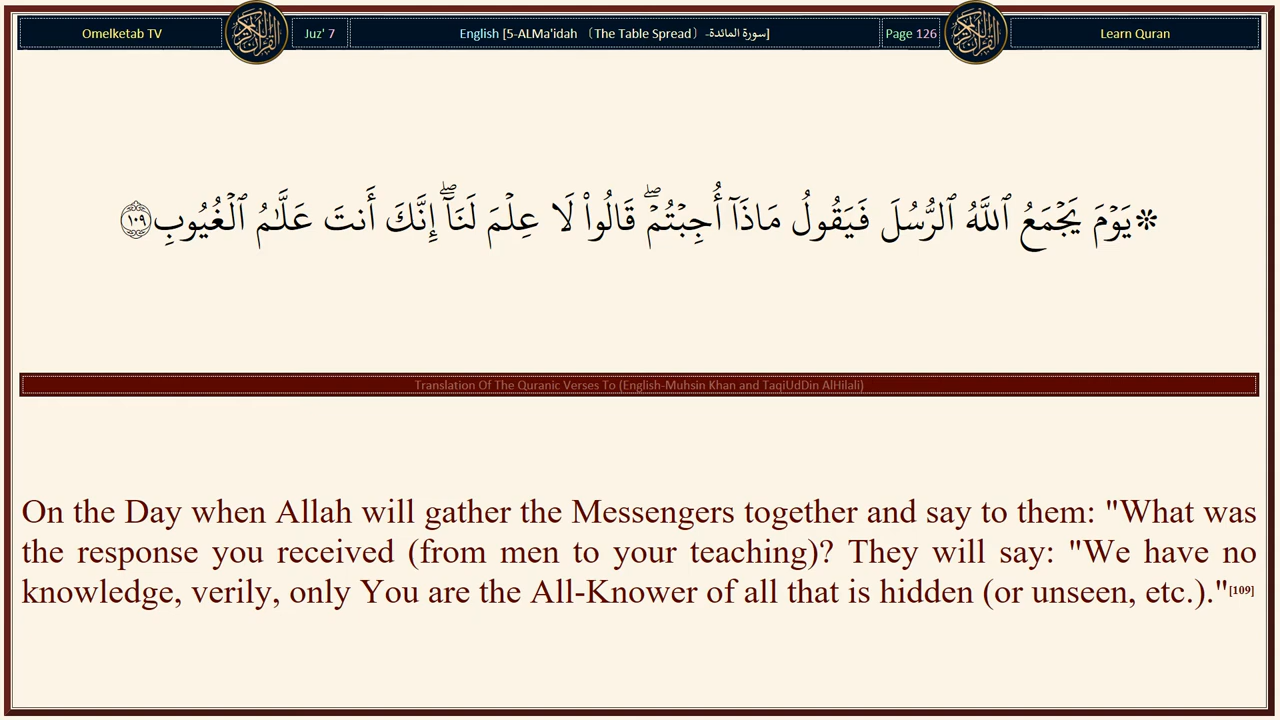 Omelketab TV
Juz' 7
English [5-ALMa'idah (The Table Spread) -سورة المائدة]
Page 126
Learn Quran
۞يَوۡمَ يَجۡمَعُ ٱللَّهُ ٱلرُّسُلَ فَيَقُولُ مَاذَآ أُجِبۡتُمۡۖ قَالُواْ لَا عِلۡمَ لَنَآۖ إِنَّكَ أَنتَ عَلَّٰمُ ٱلۡغُيُوبِ ١٠٩
Translation Of The Quranic Verses To (English-Muhsin Khan and TaqiUdDin AlHilali)
On the Day when Allah will gather the Messengers together and say to them: "What was
the response you received (from men to your teaching)? They will say: "We have no
knowledge, verily, only You are the All-Knower of all that is hidden (or unseen, etc.)."[109]